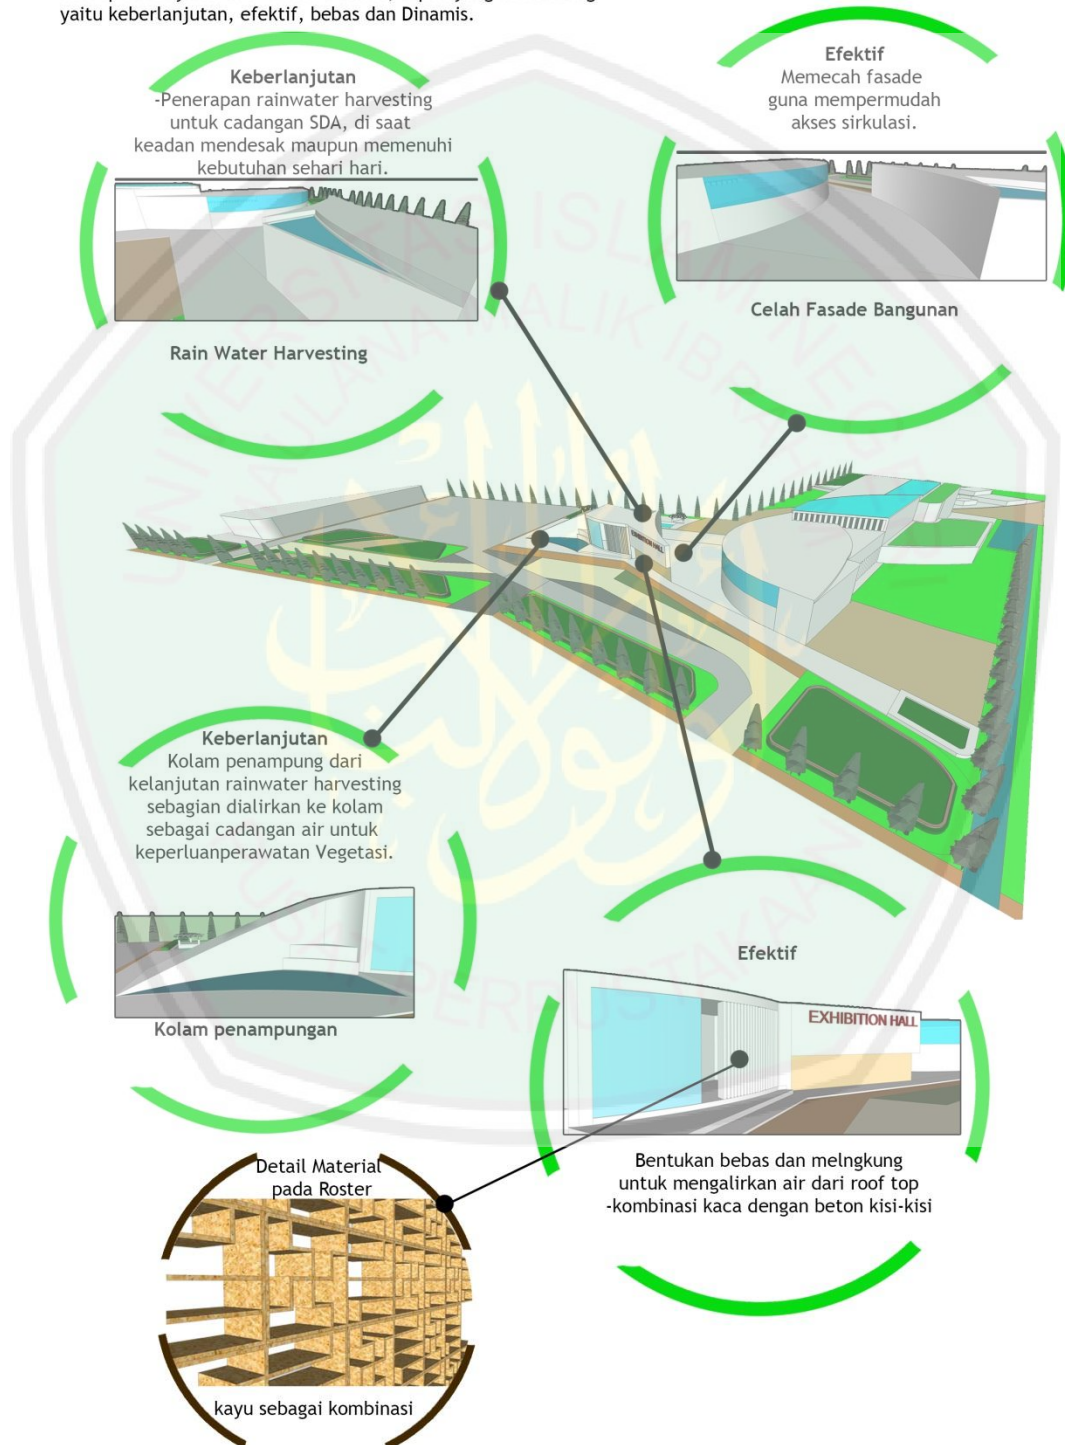 yaitu keberlanjutan, efektif, bebas dan Dinamis.
Keberlanjutan
-Penerapan rainwater harvesting
untuk cadangan SDA, di saat
keadan mendesak maupun memenuhi
kebutuhan sehari hari.
Rain Water Harvesting
Efektif
Memecah fasade
guna mempermudah
akses sirkulasi.
Celah Fasade Bangunan
EXHIBITION HALL
Keberlanjutan
Kolam penampung dari
kelanjutan rainwater harvesting
sebagian dialirkan ke kolam
sebagai cadangan air untuk
keperluanperawatan Vegetasi.
Kolam penampungan
Efektif
EXHIBITION HALL
Bentukan bebas dan melngkung
untuk mengalirkan air dari roof top
-kombinasi kaca dengan beton kisi-kisi
Detail Material
pada Roster
kayu sebagai kombinasi